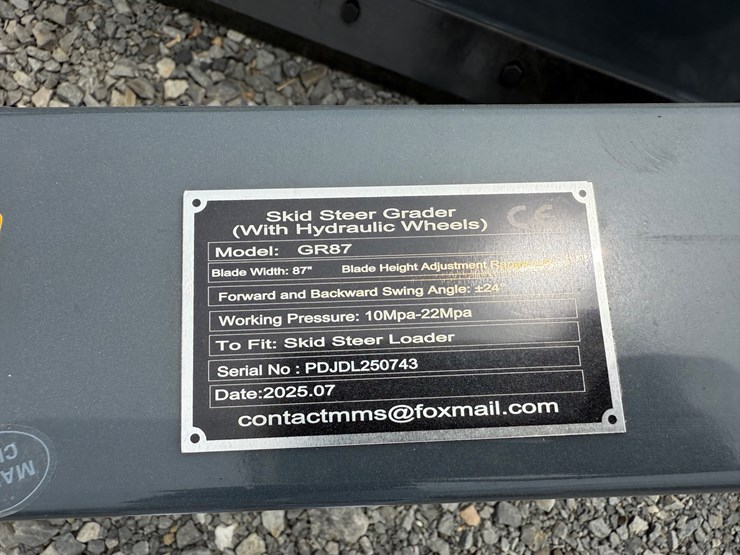 Skid Steer Grader
(With Hydraulic Wheels)
CE
Model: GR87
Blade Width: 87" Blade Height Adjustment
Forward and Backward Swing Angle: ±24°
Working Pressure: 10Mpa-22Mpa
To Fit: Skid Steer Loader
Serial No : PDJDL250743
Date:2025.07
contactmms@foxmail.com